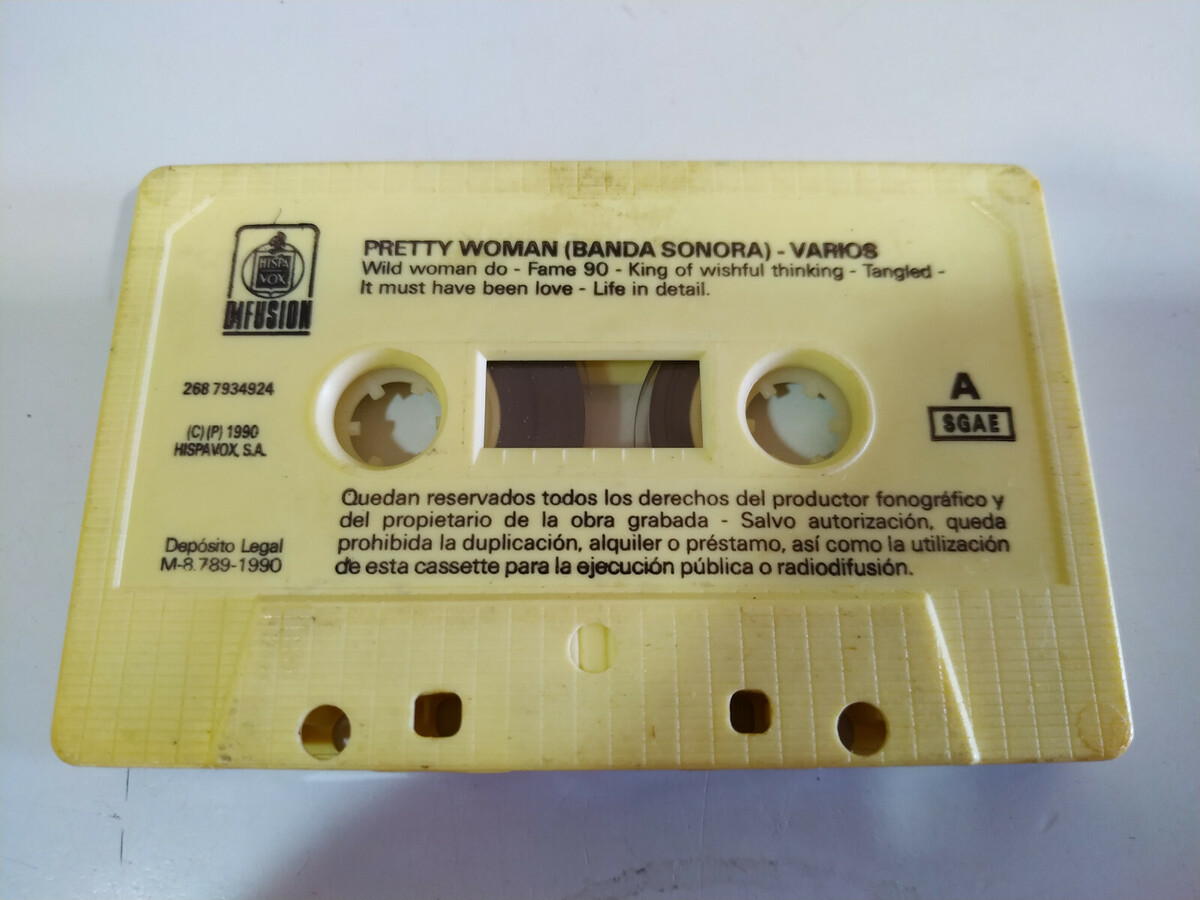 PRETTY WOMAN (BANDA SONORA) - VARIOS
Wild woman do - Fame 90 - King of wishful thinking - Tangled -
It must have been love - Life in detail.
HISPA
VOX
DIFUSION
268 7934924
(C) (P) 1990
HISPAVOX, S.A.
A
SGAE
Quedan reservados todos los derechos del productor fonográfico y
del propietario de la obra grabada - Salvo autorización, queda
prohibida la duplicación, alquiler o préstamo, así como la utilización
de esta cassette para la ejecución pública o radiodifusión.
Depósito Legal
M-8.789-1990